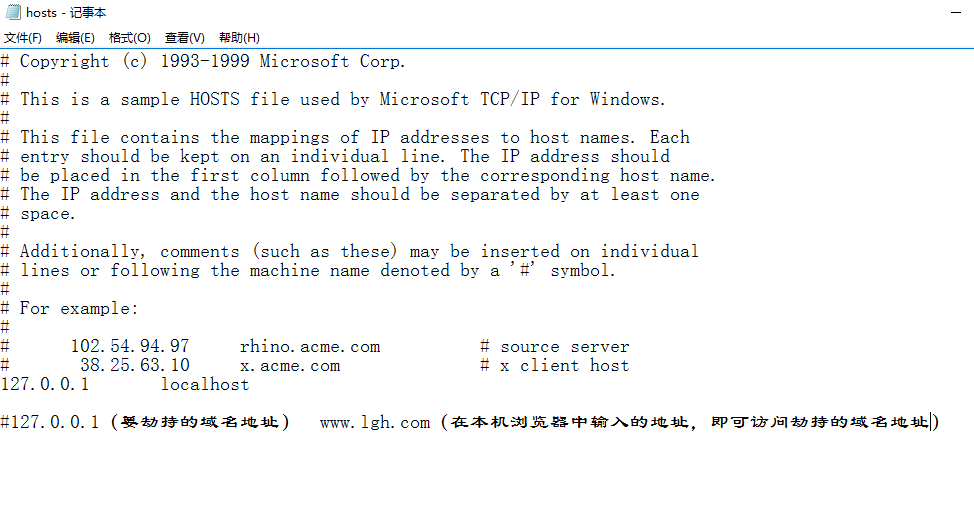 hosts - 记事本
文件(F) 编辑(E) 格式(O) 查看(V) 帮助(H)
# Copyright (c) 1993-1999 Microsoft Corp.
#
# This is a sample HOSTS file used by Microsoft TCP/IP for Windows.
#
# This file contains the mappings of IP addresses to host names. Each
# entry should be kept on an individual line. The IP address should
# be placed in the first column followed by the corresponding host name.
# The IP address and the host name should be separated by at least one
# space.
#
# Additionally, comments (such as these) may be inserted on individual
# lines or following the machine name denoted by a '#' symbol.
#
# For example:
#
#      102.54.94.97     rhino.acme.com          # source server
#       38.25.63.10     x.acme.com              # x client host
127.0.0.1       localhost
#127.0.0.1（要劫持的域名地址）  www.lgh.com（在本机浏览器中输入的地址，即可访问劫持的域名地址）